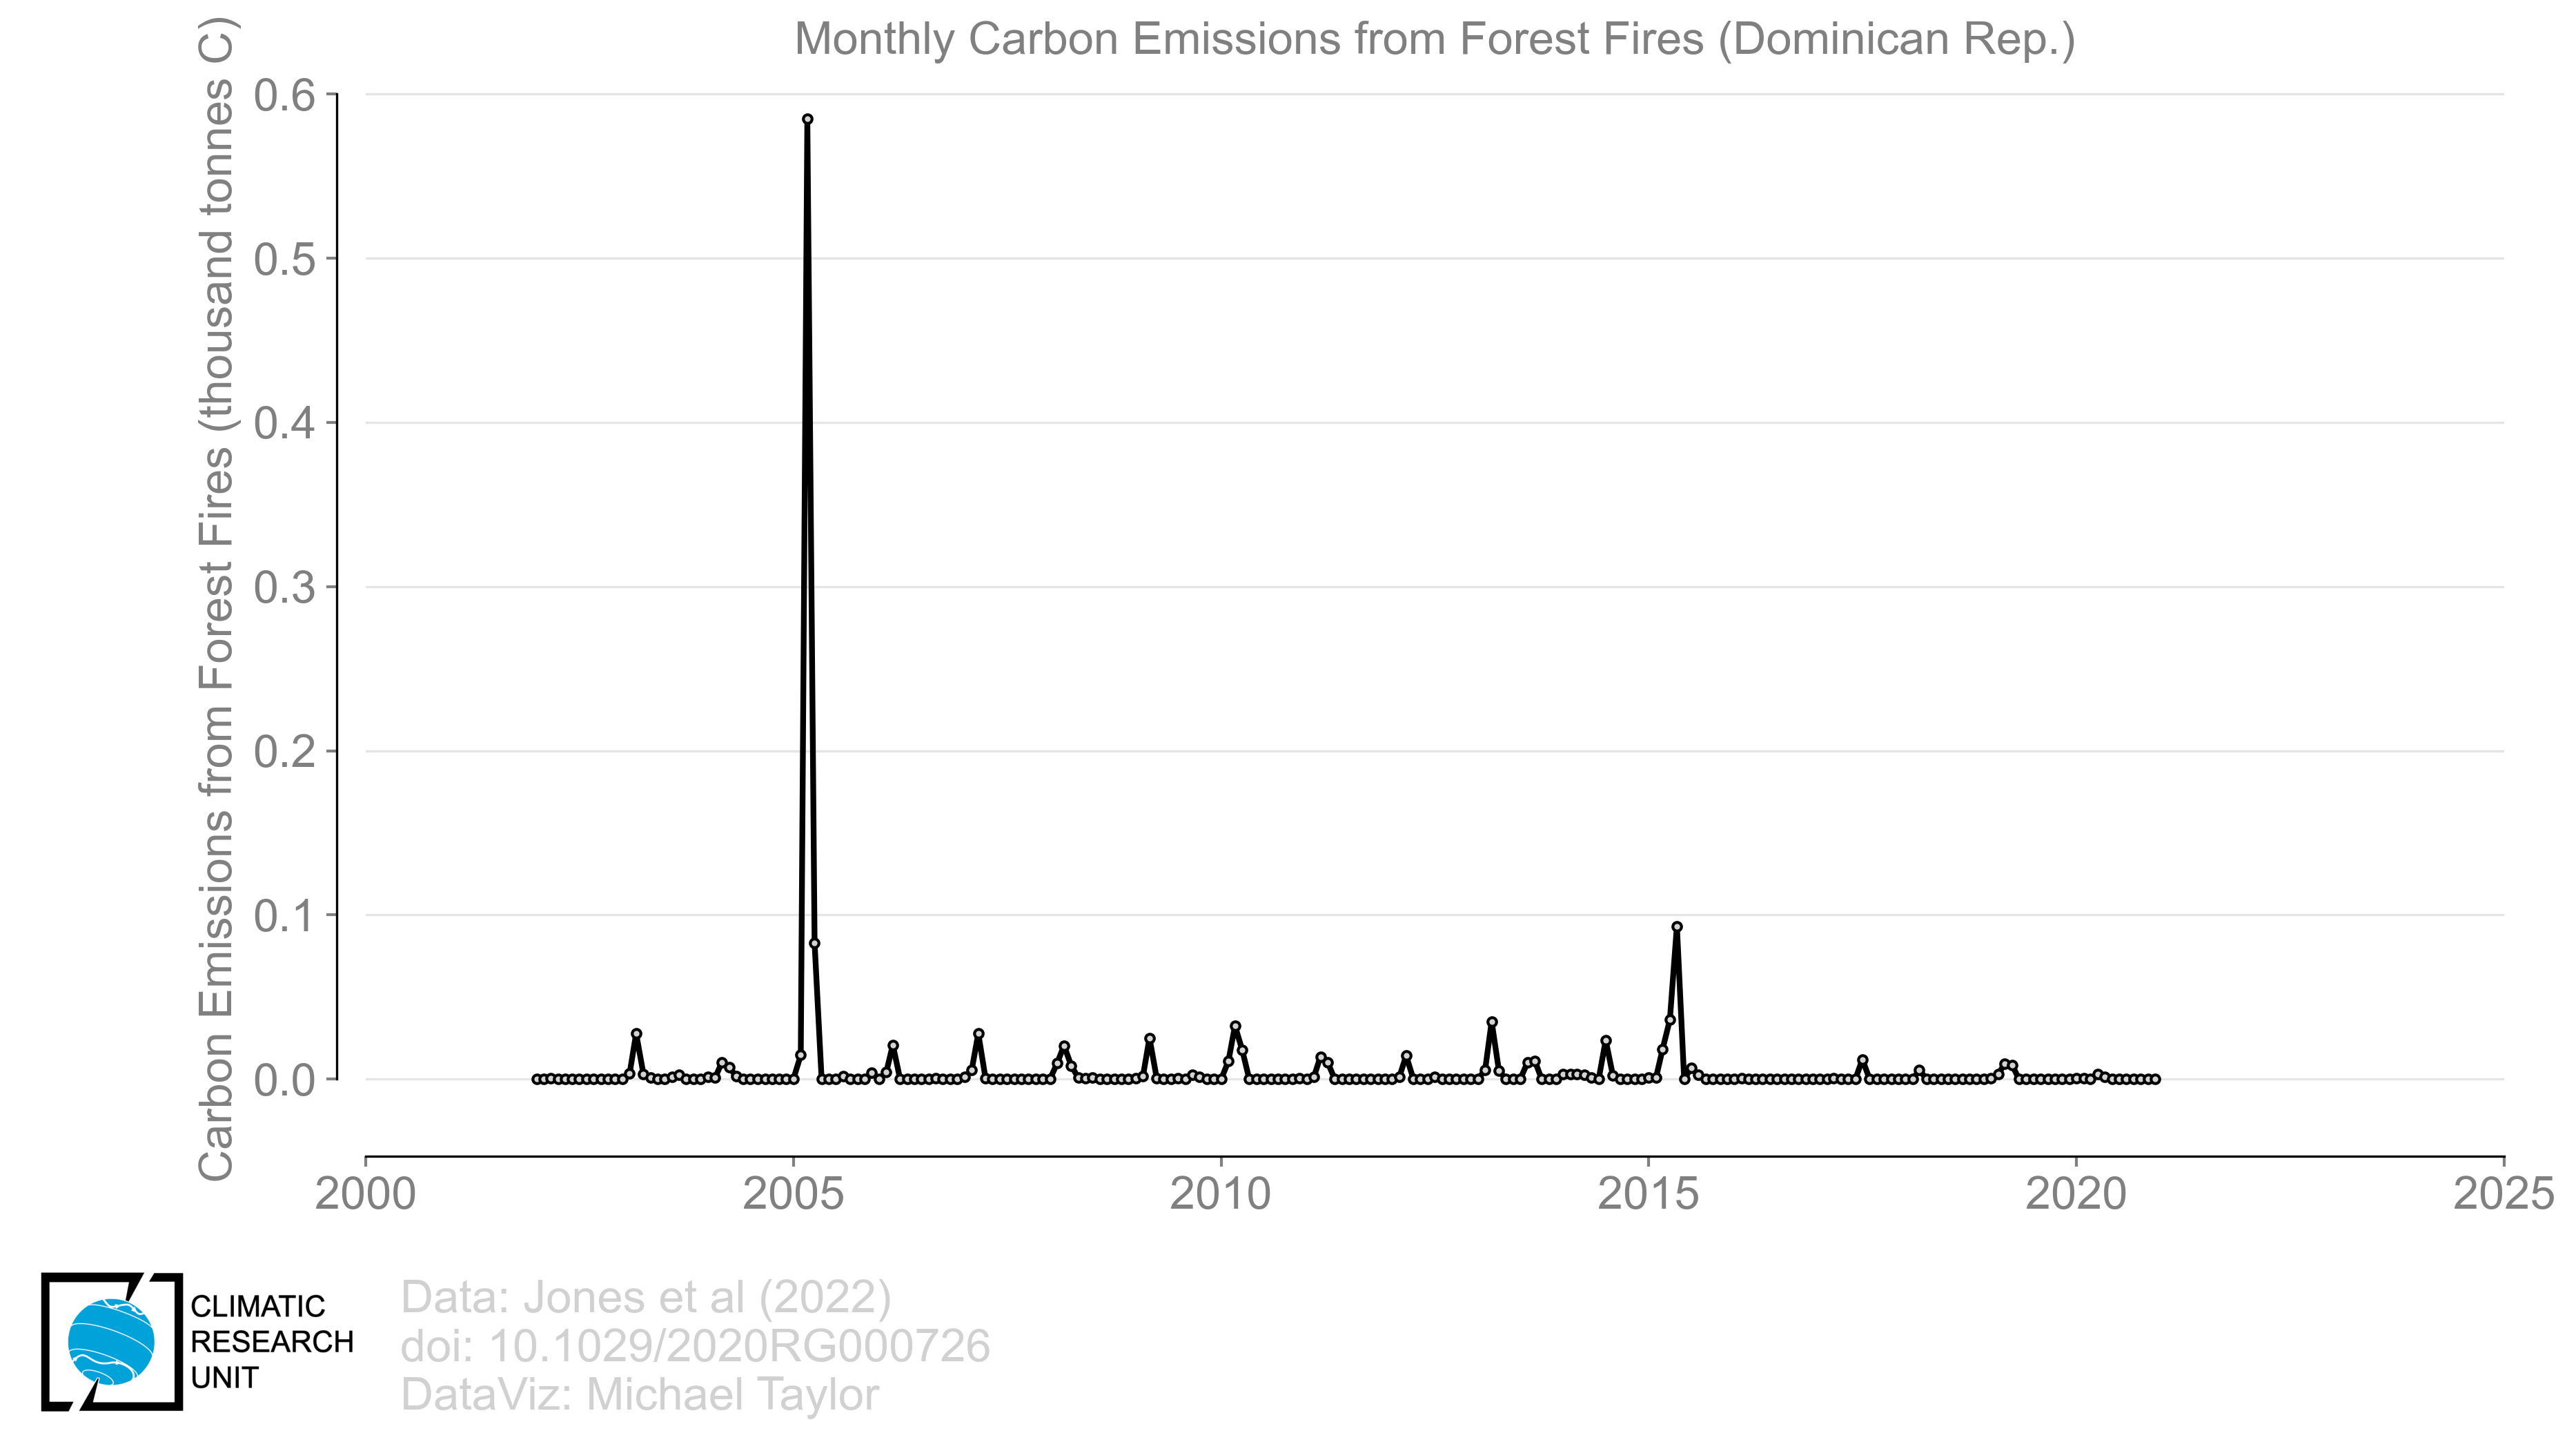 Monthly Carbon Emissions from Forest Fires (Dominican Rep.)
Carbon Emissions from Forest Fires (thousand tonnes C)
0.6
0.5
0.4
0.3
0.2
0.1
0.0
2000
2005
2010
2015
2020
2025
CLIMATIC
RESEARCH
UNIT
Data: Jones et al (2022)
doi: 10.1029/2020RG000726
DataViz: Michael Taylor